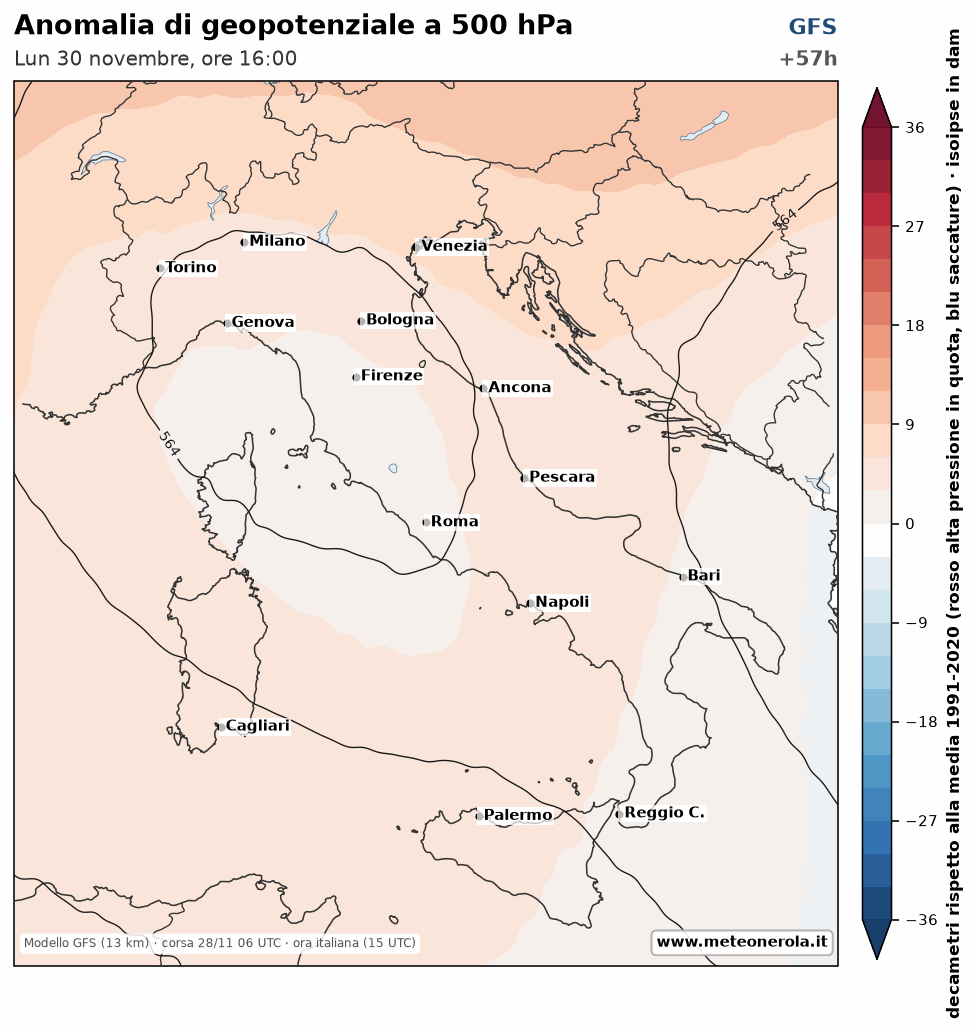 Anomalia di geopotenziale a 500 hPa
GFS
Lun 30 novembre, ore 16:00
+57h
564
Milano
Venezia
Torino
Genova
Bologna
Firenze
Ancona
564
Pescara
Roma
Bari
Napoli
Cagliari
Palermo
Reggio C.
Modello GFS (13 km) · corsa 28/11 06 UTC · ora italiana (15 UTC)
www.meteonerola.it
36
27
18
9
0
−9
−18
−27
−36
decametri rispetto alla media 1991-2020 (rosso alta pressione in quota, blu saccature) · isoipse in dam